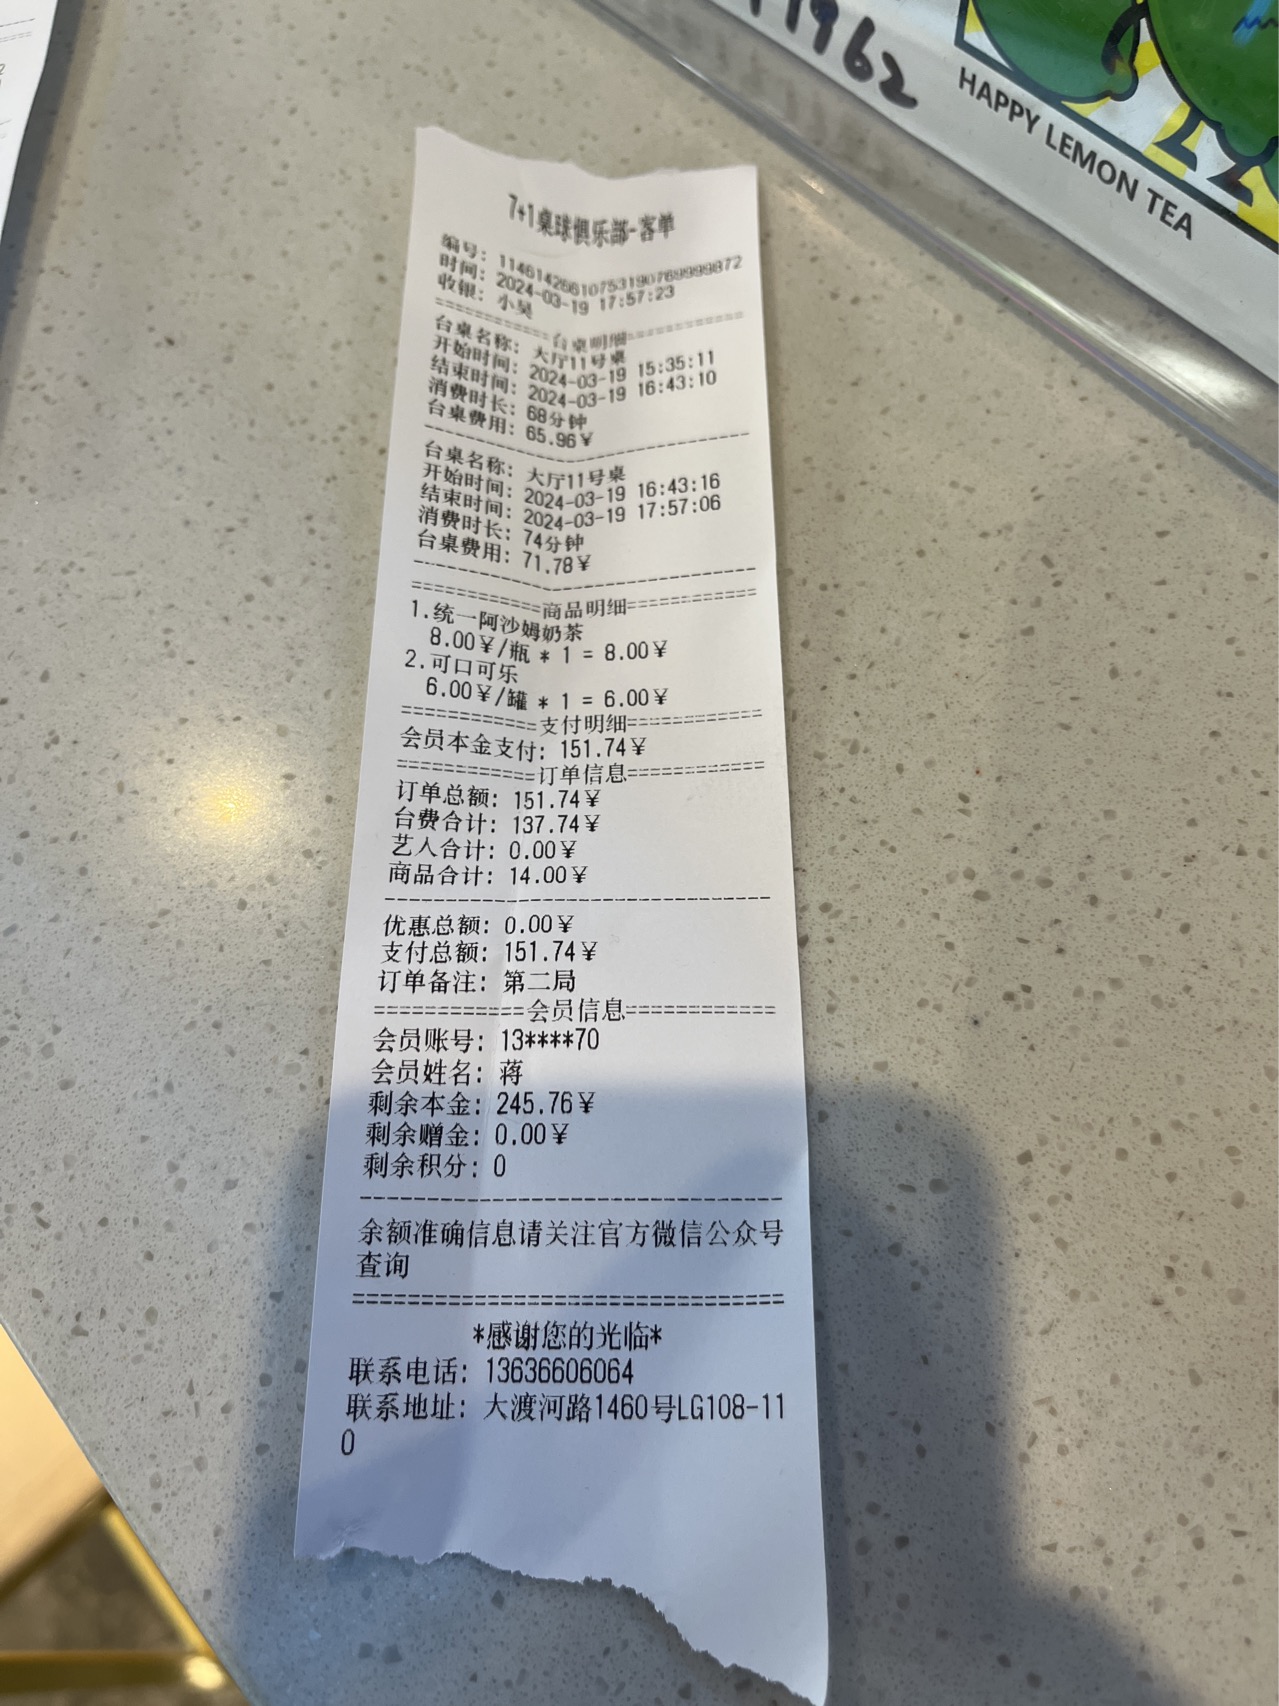 7+1桌球俱乐部-客单
编号: 11461426610753190769999872
时间: 2024-03-19 17:57:23
收银: 小昊
===========台桌明细===========
台桌名称: 大厅11号桌
开始时间: 2024-03-19 15:35:11
结束时间: 2024-03-19 16:43:10
消费时长: 68分钟
台桌费用: 65.96¥
台桌名称: 大厅11号桌
开始时间: 2024-03-19 16:43:16
结束时间: 2024-03-19 17:57:06
消费时长: 74分钟
台桌费用: 71.78¥
===========商品明细===========
1.统一阿沙姆奶茶
8.00¥/瓶 * 1 = 8.00¥
2.可口可乐
6.00¥/罐 * 1 = 6.00¥
===========支付明细===========
会员本金支付: 151.74¥
===========订单信息===========
订单总额: 151.74¥
台费合计: 137.74¥
艺人合计: 0.00¥
商品合计: 14.00¥
优惠总额: 0.00¥
支付总额: 151.74¥
订单备注: 第二局
===========会员信息===========
会员账号: 13****70
会员姓名: 蒋
剩余本金: 245.76¥
剩余赠金: 0.00¥
剩余积分: 0
余额准确信息请关注官方微信公众号
查询
*感谢您的光临*
联系电话: 13636606064
联系地址: 大渡河路1460号LG108-11
0
1962
HAPPY LEMON TEA